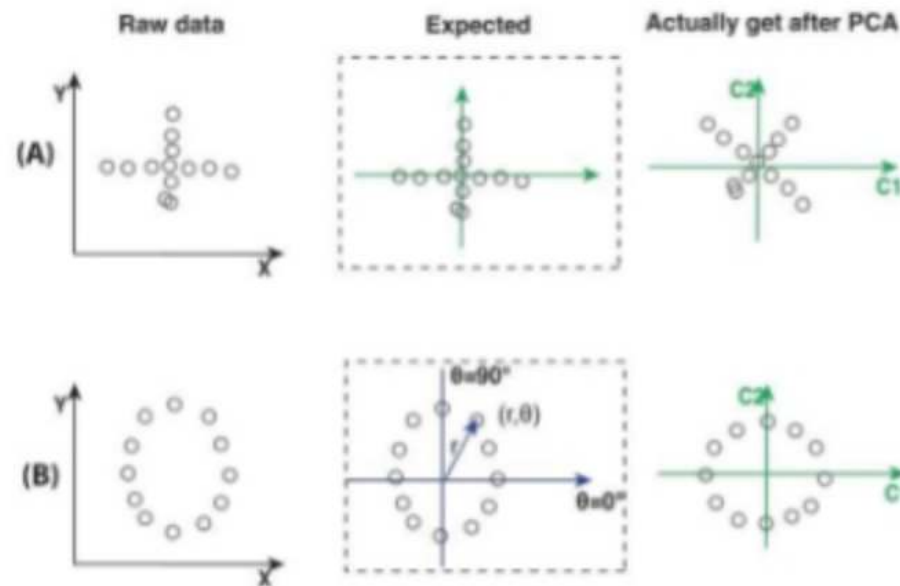 Raw data Expected Actually get after PCA
Y C2
(A)
C1
X
θ=90°
Y (r,θ) C2
r
(B)
θ=0° C
X